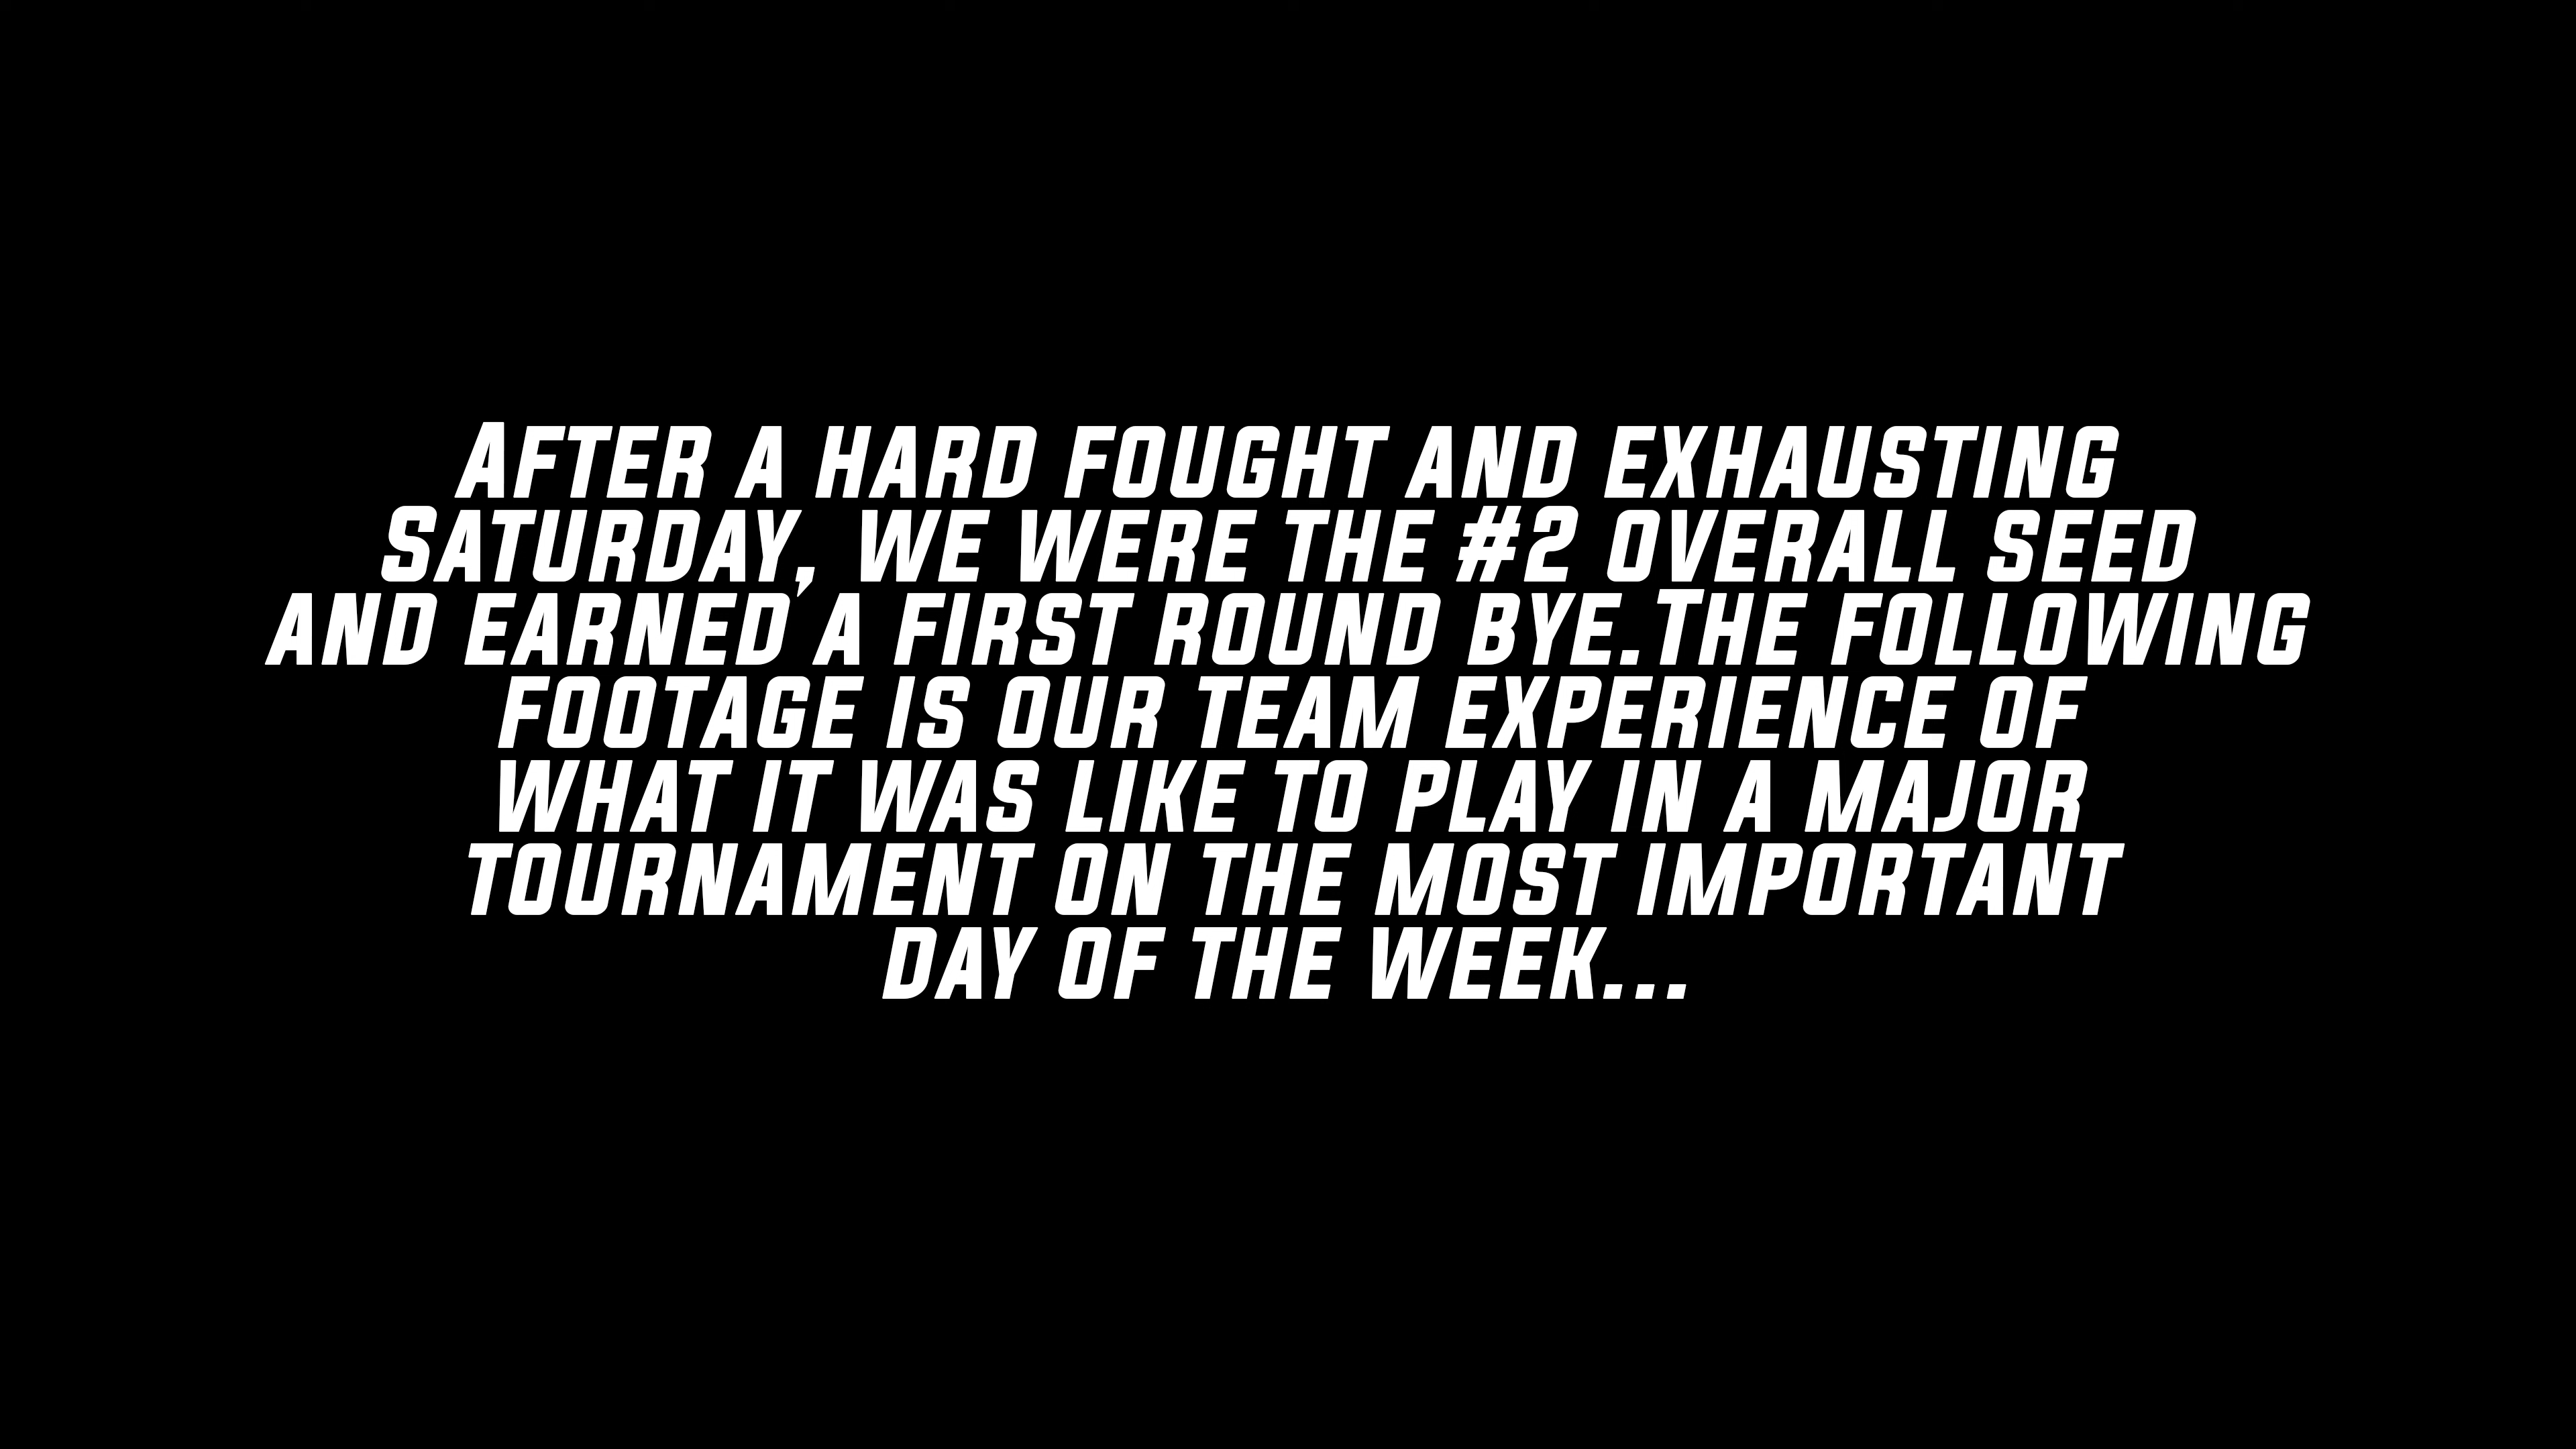 After a hard fought and exhausting
Saturday, we were the #2 overall seed
and earned a first round bye.The following
footage is our team experience of
what it was like to play in a major
tournament on the most important
day of the week...